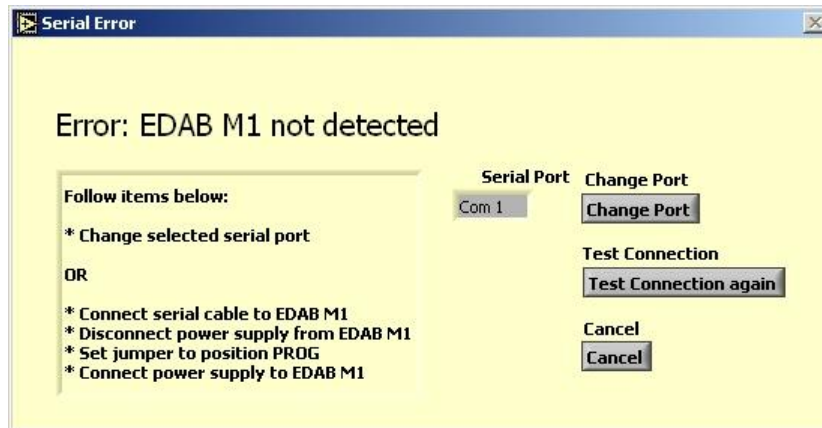 Serial Error
Error: EDAB M1 not detected
Follow items below:
* Change selected serial port
OR
* Connect serial cable to EDAB M1
* Disconnect power supply from EDAB M1
* Set jumper to position PROG
* Connect power supply to EDAB M1
Serial Port
Com 1
Change Port
Change Port
Test Connection
Test Connection again
Cancel
Cancel